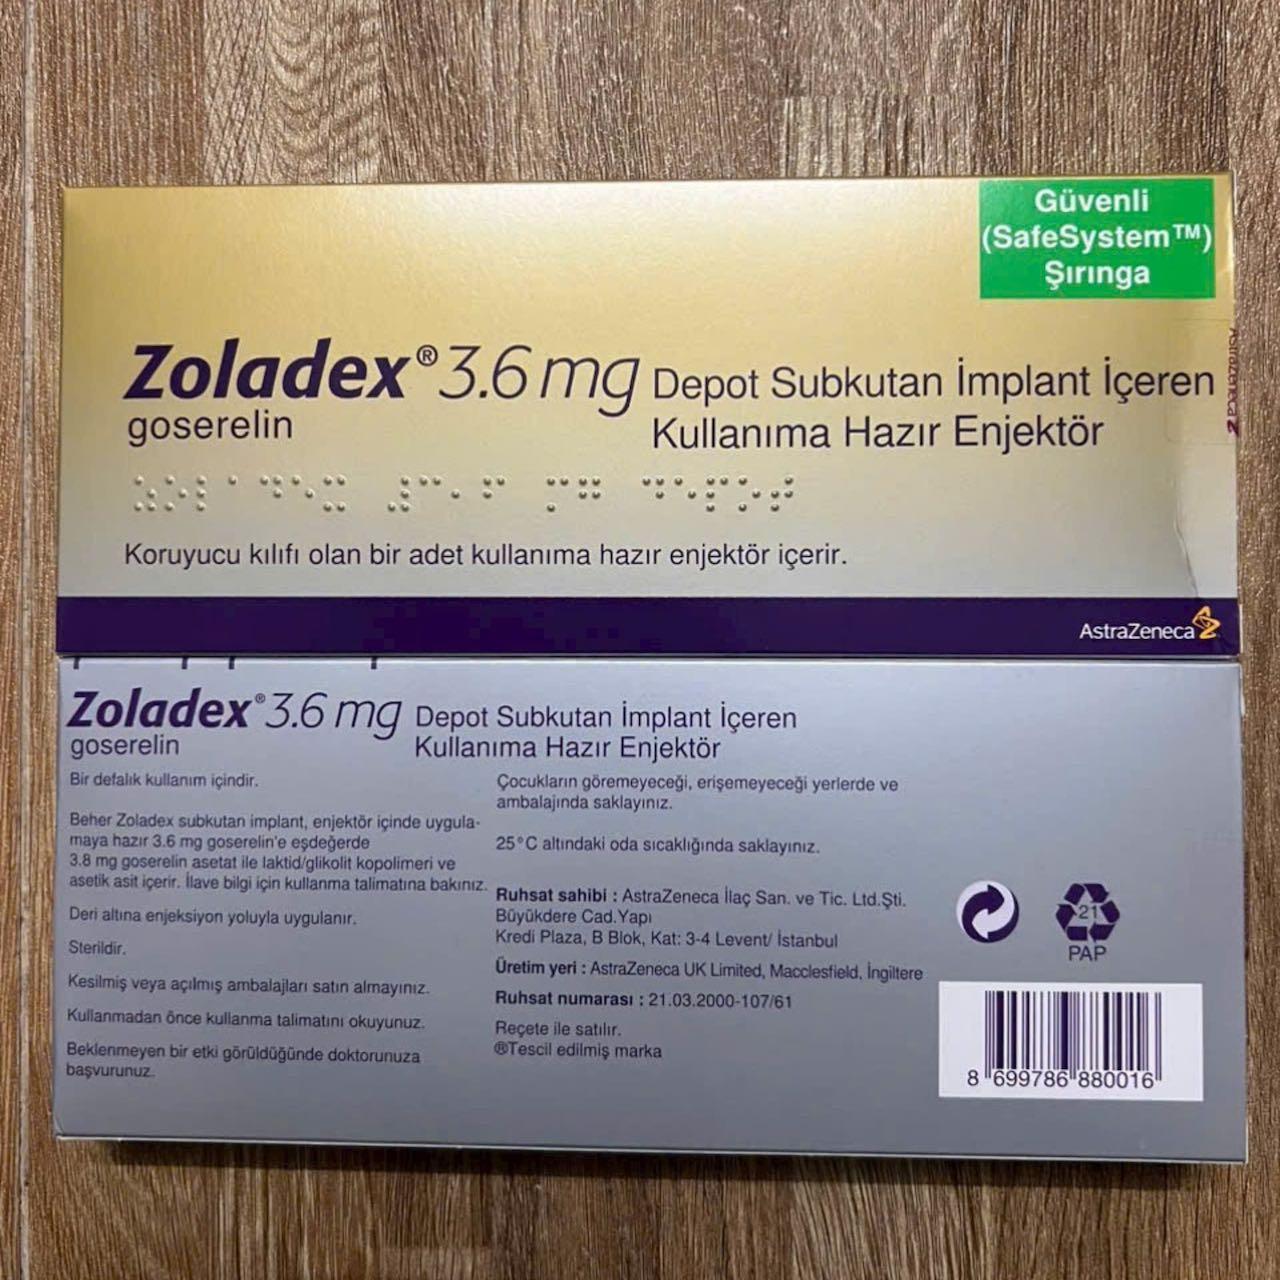 Güvenli
(SafeSystem™)
Şırınga
Zoladex® 3.6 mg Depot Subkutan İmplant İçeren
goserelin
Kullanıma Hazır Enjektör
Koruyucu kılıfı olan bir adet kullanıma hazır enjektör içerir.
AstraZeneca
Zoladex® 3.6 mg Depot Subkutan İmplant İçeren
goserelin
Kullanıma Hazır Enjektör
Bir defalık kullanım içindir.
Beher Zoladex subkutan implant, enjektör içinde uygula-
maya hazır 3.6 mg goserelin'e eşdeğerde
3.8 mg goserelin asetat ile laktid/glikolit kopolimeri ve
asetik asit içerir. İlave bilgi için kullanma talimatına bakınız.
Deri altına enjeksiyon yoluyla uygulanır.
Sterildir.
Kesilmiş veya açılmış ambalajları satın almayınız.
Kullanmadan önce kullanma talimatını okuyunuz.
Beklenmeyen bir etki görüldüğünde doktorunuza
başvurunuz.
Çocukların göremeyeceği, erişemeyeceği yerlerde ve
ambalajında saklayınız.
25°C altındaki oda sıcaklığında saklayınız.
Ruhsat sahibi : AstraZeneca İlaç San. ve Tic. Ltd.Şti.
Büyükdere Cad.Yapı
Kredi Plaza, B Blok, Kat: 3-4 Levent/ İstanbul
Üretim yeri : AstraZeneca UK Limited, Macclesfield, İngiltere
Ruhsat numarası : 21.03.2000-107/61
Reçete ile satılır.
®Tescil edilmiş marka
21
PAP
8 699786 880016